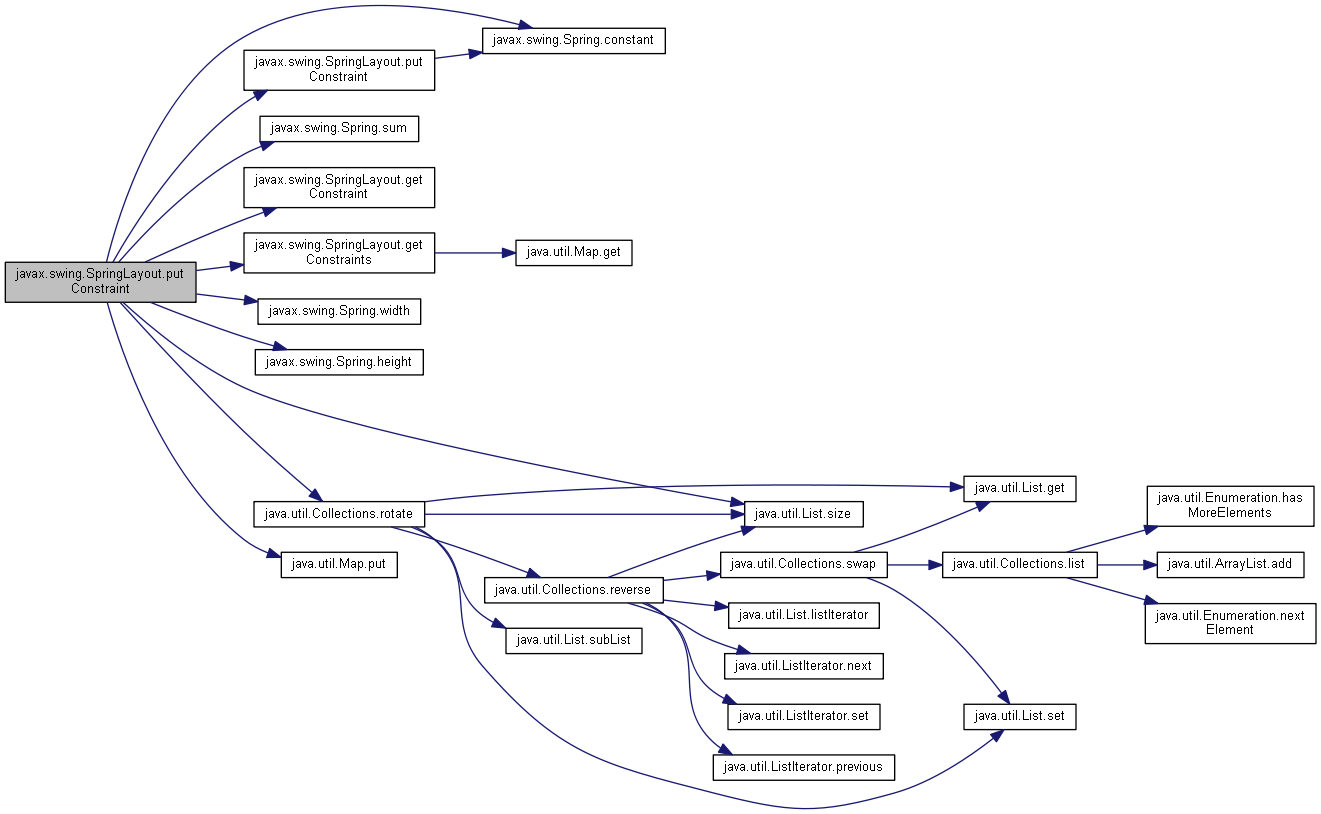 javax.swing.Spring.constant
javax.swing.SpringLayout.put
Constraint
javax.swing.Spring.sum
javax.swing.SpringLayout.get
Constraint
javax.swing.SpringLayout.get
Constraints
java.util.Map.get
javax.swing.SpringLayout.put
Constraint
javax.swing.Spring.width
javax.swing.Spring.height
java.util.List.get
java.util.Collections.rotate
java.util.List.size
java.util.Enumeration.has
MoreElements
java.util.Map.put
java.util.Collections.swap
java.util.Collections.list
java.util.ArrayList.add
java.util.Collections.reverse
java.util.List.listIterator
java.util.Enumeration.next
Element
java.util.List.subList
java.util.ListIterator.next
java.util.ListIterator.set
java.util.List.set
java.util.ListIterator.previous